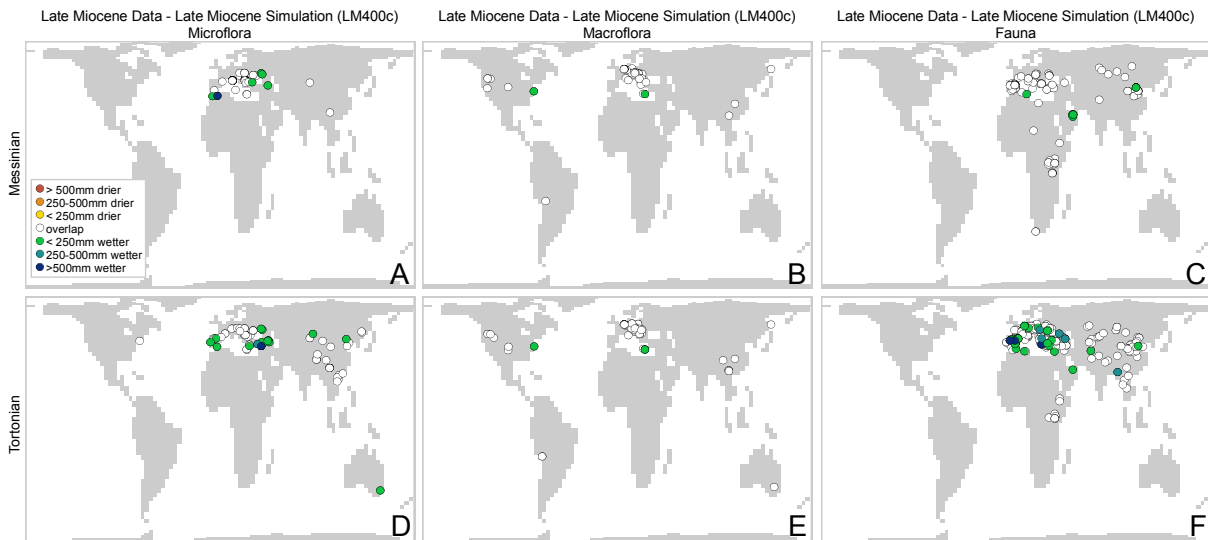 Late Miocene Data - Late Miocene Simulation (LM400c)
Microflora
Late Miocene Data - Late Miocene Simulation (LM400c)
Macroflora
Late Miocene Data - Late Miocene Simulation (LM400c)
Fauna
Messinian
> 500mm drier
250-500mm drier
< 250mm drier
overlap
< 250mm wetter
250-500mm wetter
>500mm wetter
A
B
C
Tortonian
D
E
F